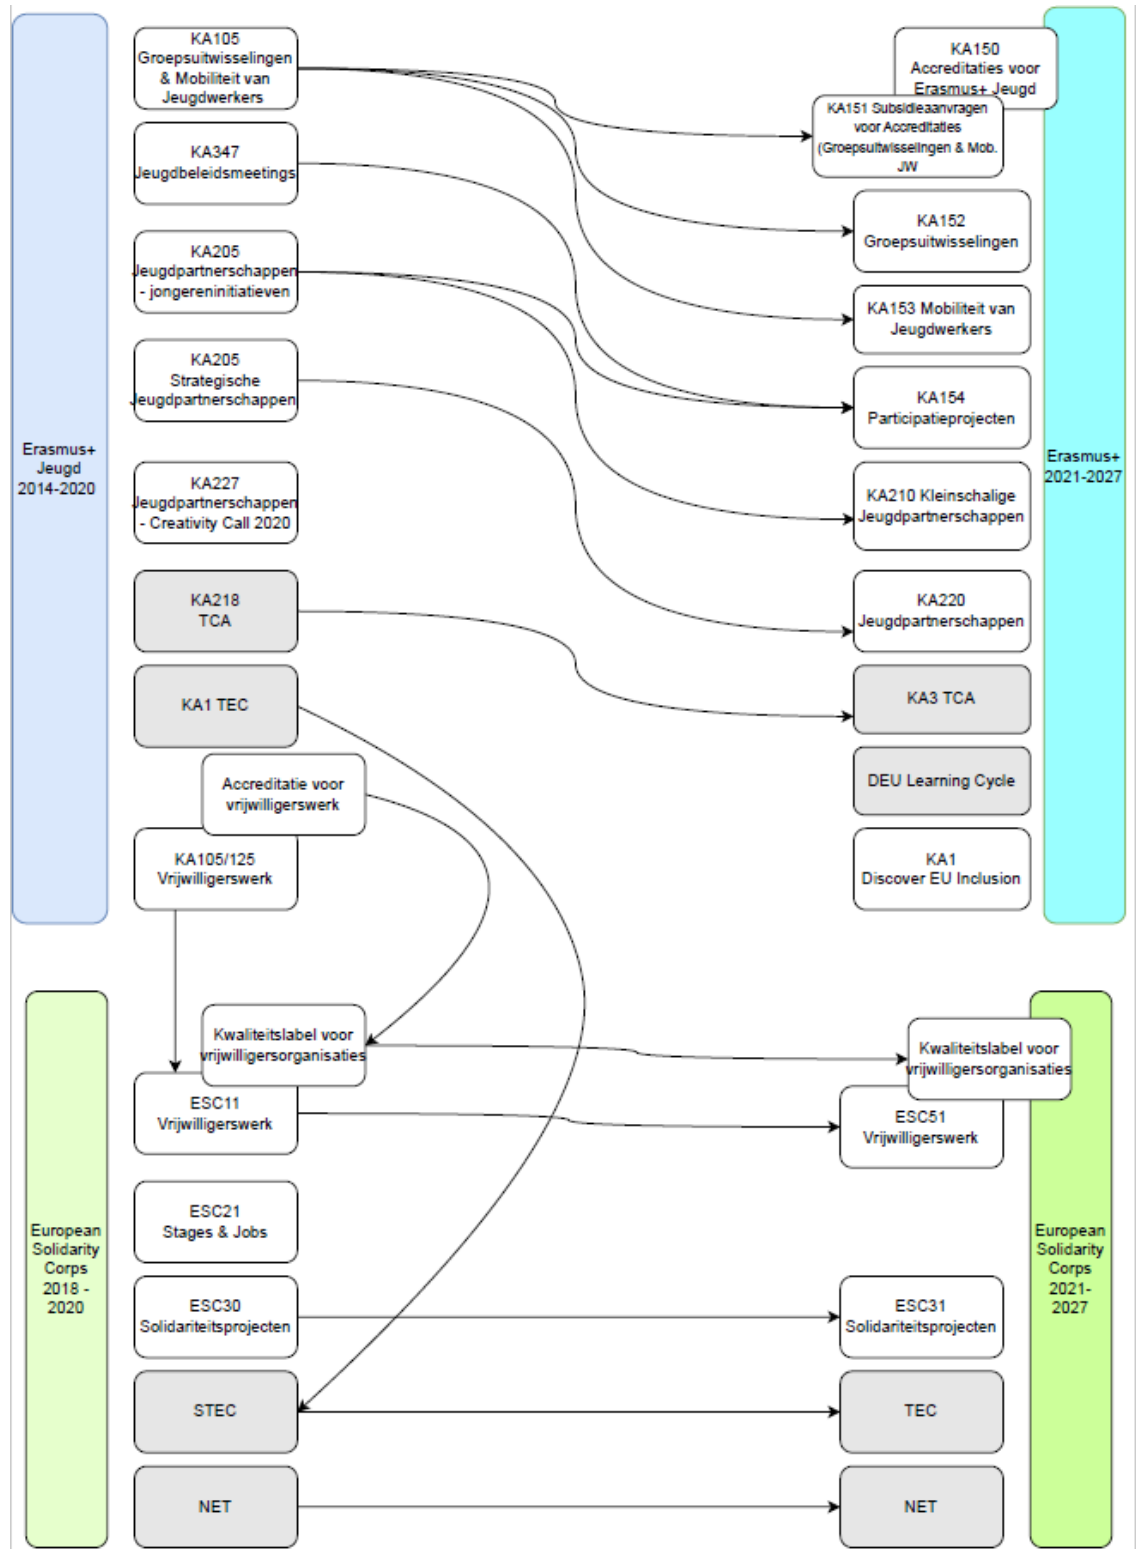 Erasmus+
Jeugd
2014-2020
KA105
Groepsuitwisselingen
& Mobiliteit van
Jeugdwerkers
KA347
Jeugdbeleidsmeetings
KA205
Jeugdpartnerschappen
- jongereninitiatieven
KA205
Strategische
Jeugdpartnerschappen
KA227
Jeugdpartnerschappen
- Creativity Call 2020
KA218
TCA
KA1 TEC
Accreditatie voor
vrijwilligerswerk
KA105/125
Vrijwilligerswerk
KA150
Accreditaties voor
Erasmus+ Jeugd
KA151 Subsidieaanvragen
voor Accreditaties
(Groepsuitwisselingen & Mob.
JW
KA152
Groepsuitwisselingen
KA153 Mobiliteit van
Jeugdwerkers
KA154
Participatieprojecten
KA210 Kleinschalige
Jeugdpartnerschappen
KA220
Jeugdpartnerschappen
KA3 TCA
DEU Learning Cycle
KA1
Discover EU Inclusion
Erasmus+
2021-2027
European
Solidarity
Corps
2018 -
2020
Kwaliteitslabel voor
vrijwilligersorganisaties
ESC11
Vrijwilligerswerk
ESC21
Stages & Jobs
ESC30
Solidariteitsprojecten
STEC
NET
Kwaliteitslabel voor
vrijwilligersorganisaties
ESC51
Vrijwilligerswerk
ESC31
Solidariteitsprojecten
TEC
NET
European
Solidarity
Corps
2021-
2027